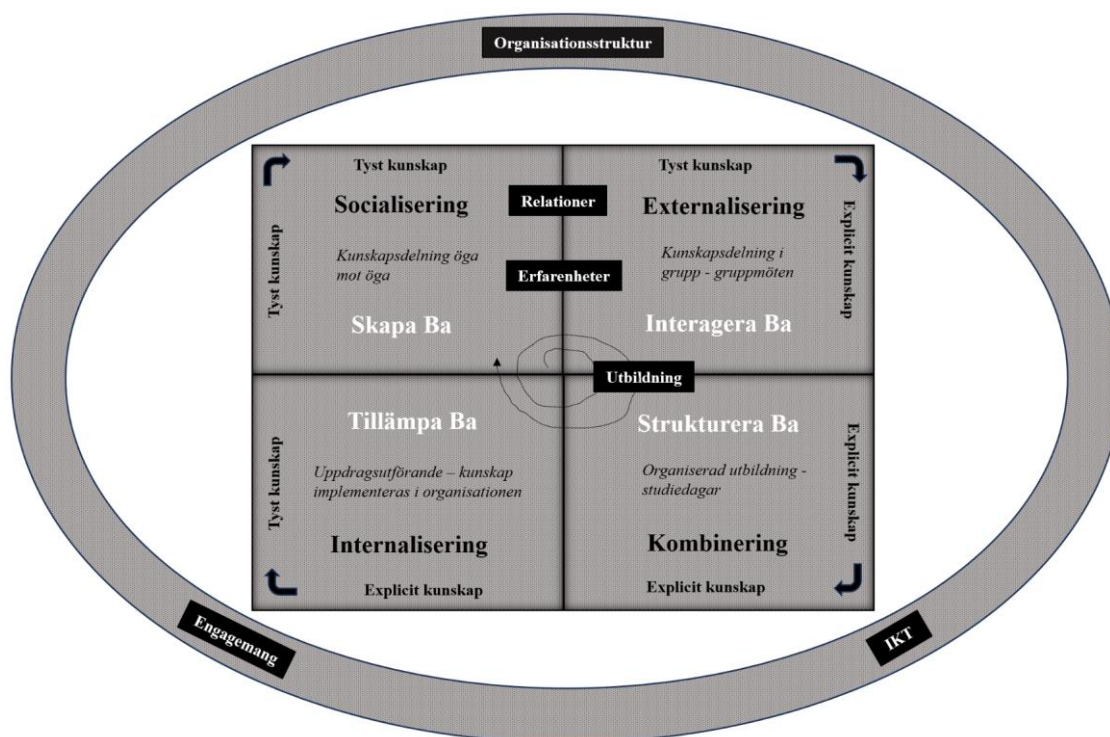 Organisationsstruktur
Tyst kunskap
Tyst kunskap
Socialisering
Kunskapsdelning öga
mot öga
Skapa Ba
Relationer
Erfarenheter
Tyst kunskap
Externalisering
Explicit kunskap
Kunskapsdelning i
grupp - gruppmöten
Interagera Ba
Utbildning
Tillämpa Ba
Tyst kunskap
Uppdragsutförande – kunskap
implementeras i organisationen
Internalisering
Explicit kunskap
Strukturera Ba
Explicit kunskap
Organiserad utbildning -
studiedagar
Kombinering
Explicit kunskap
Engagemang
IKT